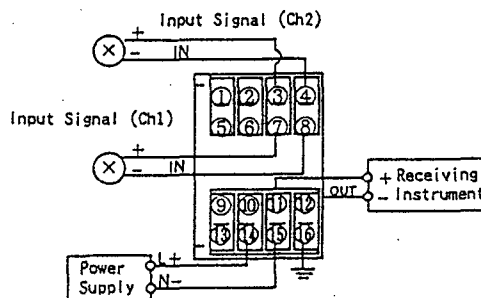 Input Signal (Ch2)
+
- IN
① ② ③ ④
⑤ ⑥ ⑦ ⑧
Input Signal (Ch1)
+
- IN
⑨ ⑩ ⑪ ⑫
⑬ ⑭ ⑮ ⑯
+ Receiving
OUT - Instrument
L+
N-
Power
Supply